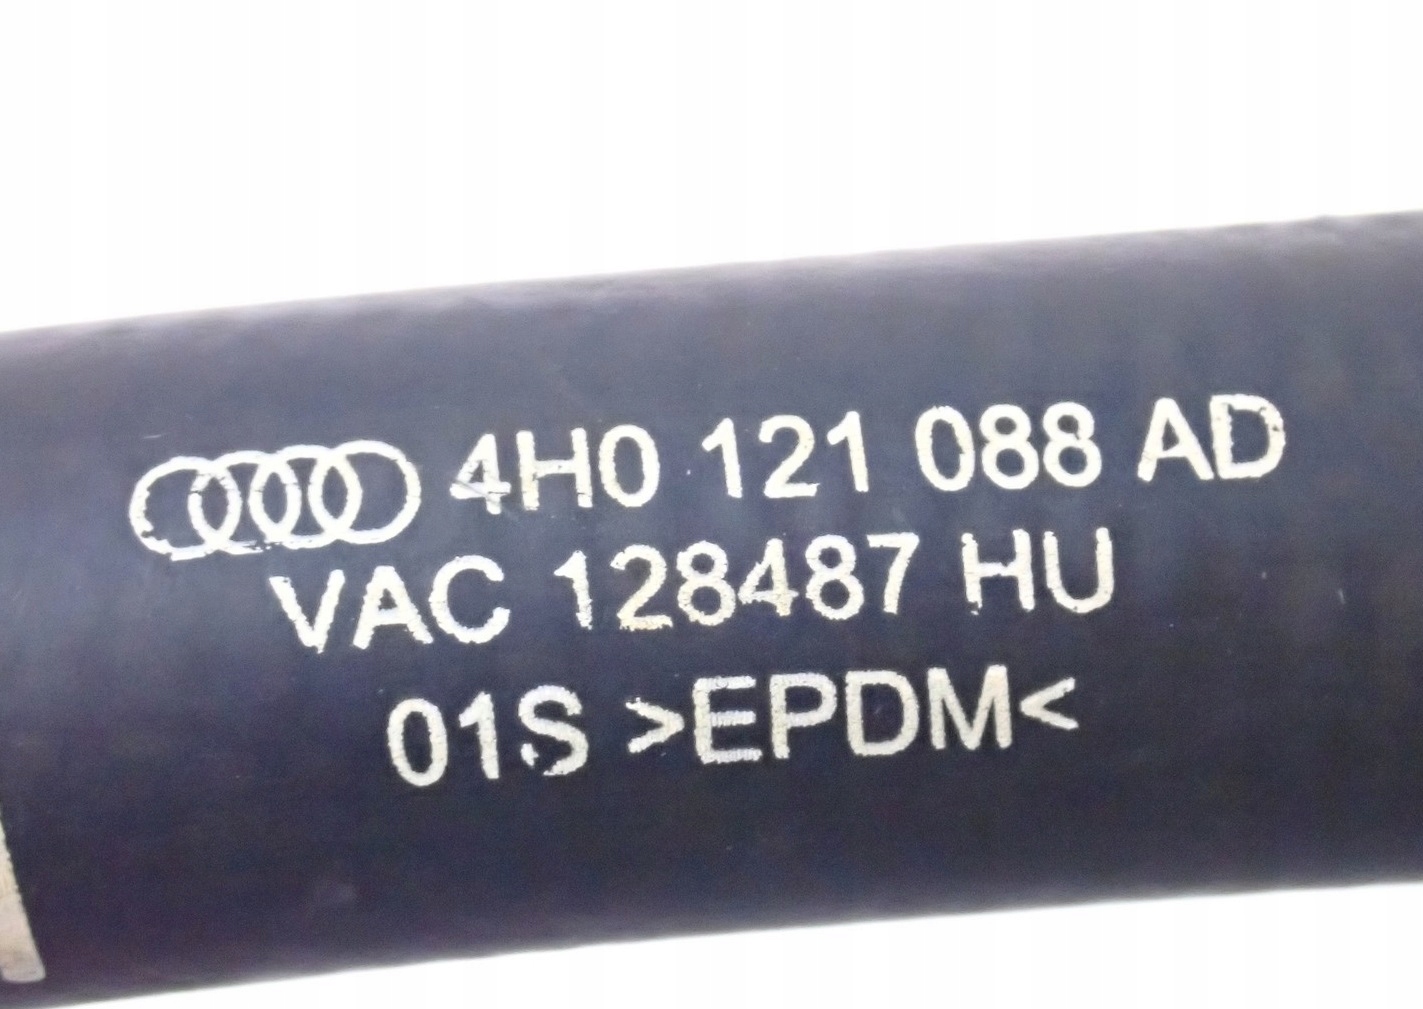 4H0 121 088 AD
VAC 128487 HU
01S >EPDM<